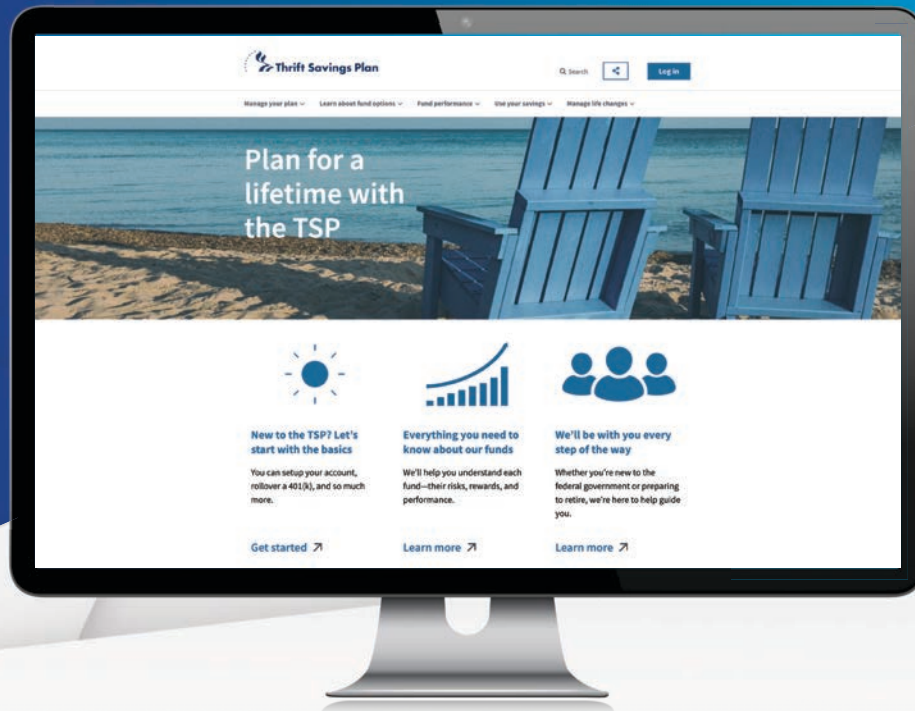 Thrift Savings Plan
Search
Log in
Manage your plan
Learn about fund options
Fund performance
Use your savings
Manage life changes
Plan for a
lifetime with
the TSP
New to the TSP? Let's
start with the basics
You can setup your account,
rollover a 401(k), and so much
more.
Get started
Everything you need to
know about our funds
We'll help you understand each
fund—their risks, rewards, and
performance.
Learn more
We'll be with you every
step of the way
Whether you're new to the
federal government or preparing
to retire, we're here to help guide
you.
Learn more